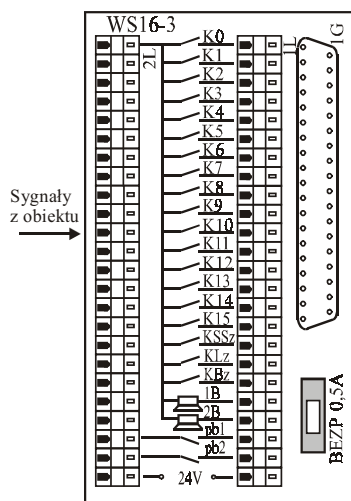 WS16-3
2L
1L
1G
K0
K1
K2
K3
K4
K5
K6
K7
K8
K9
K10
K11
K12
K13
K14
K15
KSSz
KLz
KBz
1B
2B
pb1
pb2
24V
Sygnały
z obiektu
BEZP 0,5A